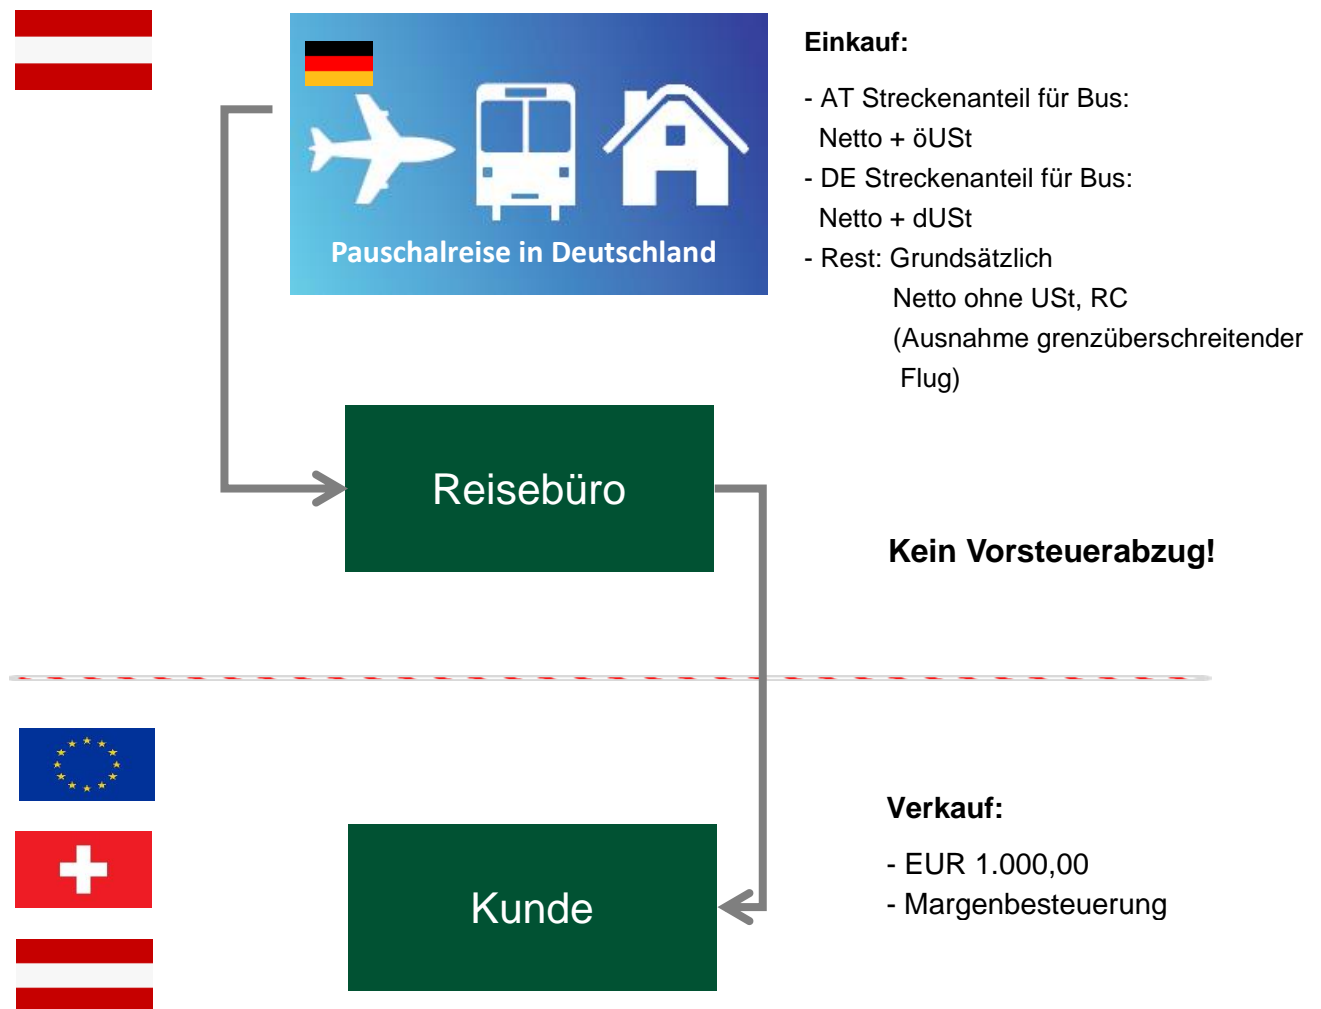 Pauschalreise in Deutschland
Einkauf:
- AT Streckenanteil für Bus:
Netto + öUSt
- DE Streckenanteil für Bus:
Netto + dUSt
- Rest: Grundsätzlich
Netto ohne USt, RC
(Ausnahme grenzüberschreitender
Flug)
Reisebüro
Kein Vorsteuerabzug!
Verkauf:
- EUR 1.000,00
- Margenbesteuerung
Kunde